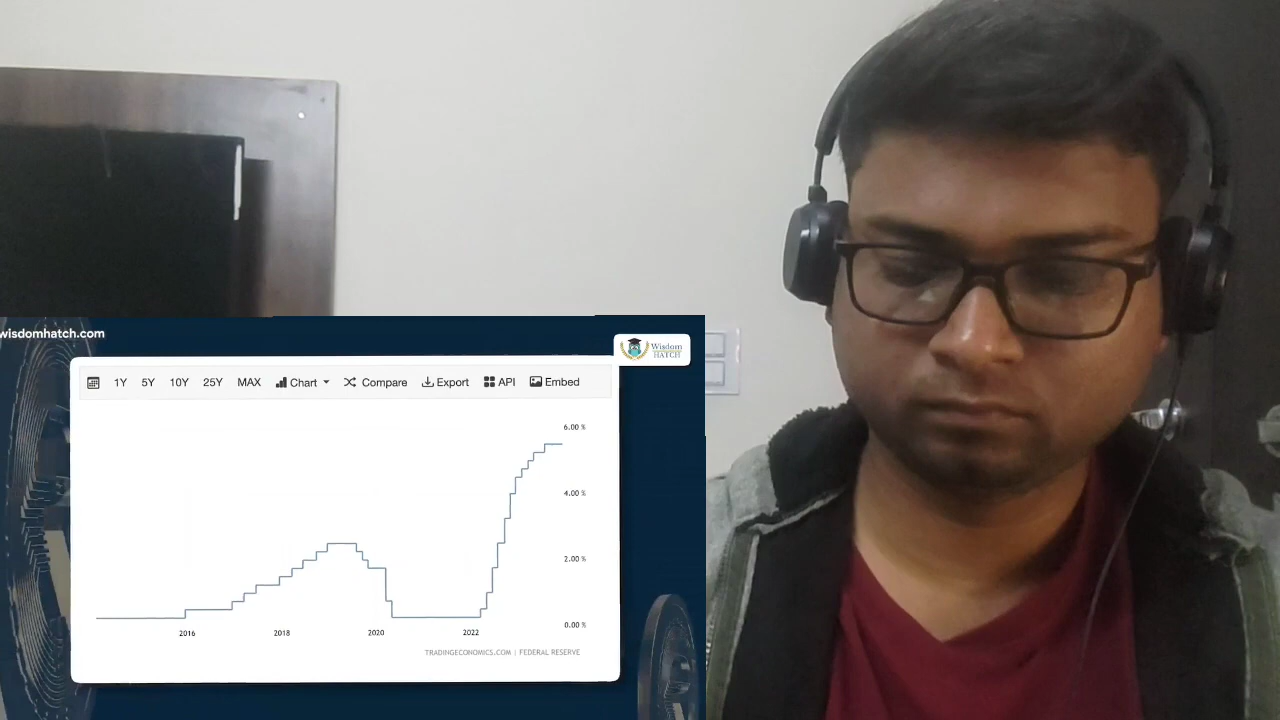 wisdomhatch.com
Wisdom
HATCH
1Y 5Y 10Y 25Y MAX Chart Compare Export API Embed
6.00 %
4.00 %
2.00 %
0.00 %
2016 2018 2020 2022
TRADINGECONOMICS.COM | FEDERAL RESERVE